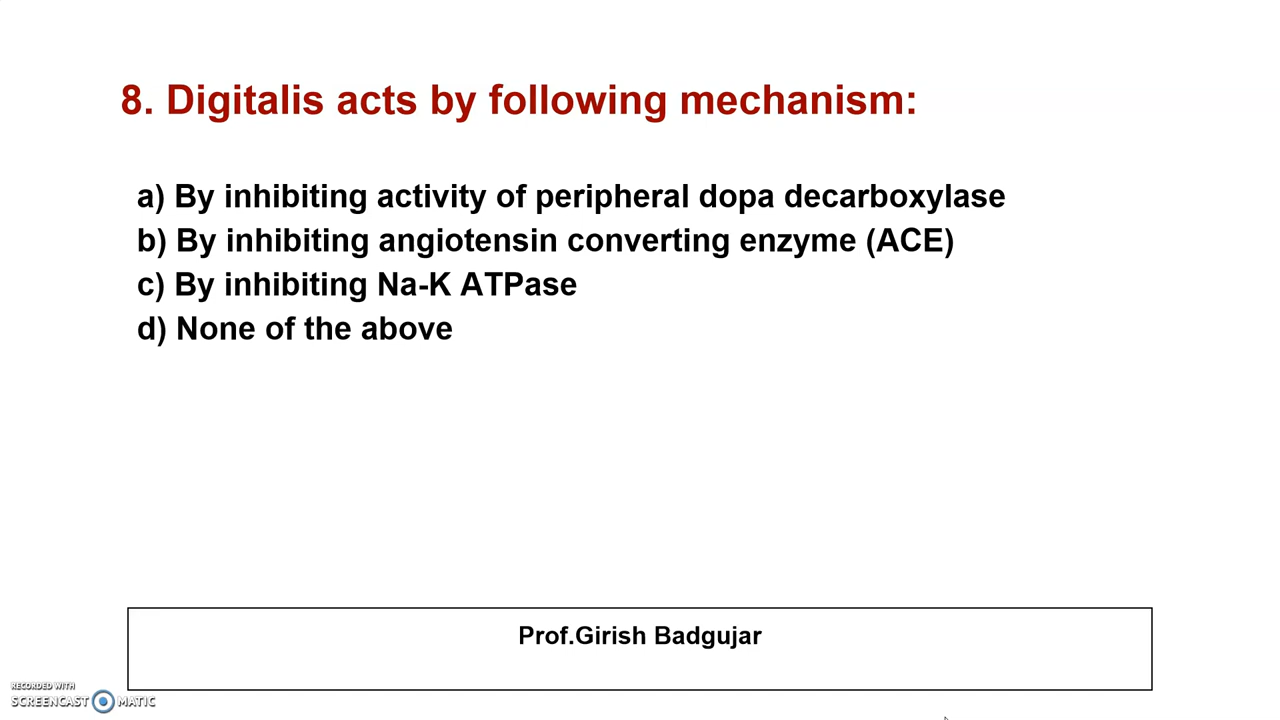 8. Digitalis acts by following mechanism:
a) By inhibiting activity of peripheral dopa decarboxylase
b) By inhibiting angiotensin converting enzyme (ACE)
c) By inhibiting Na-K ATPase
d) None of the above
Prof.Girish Badgujar
RECORDED WITH
SCREENCAST MATIC